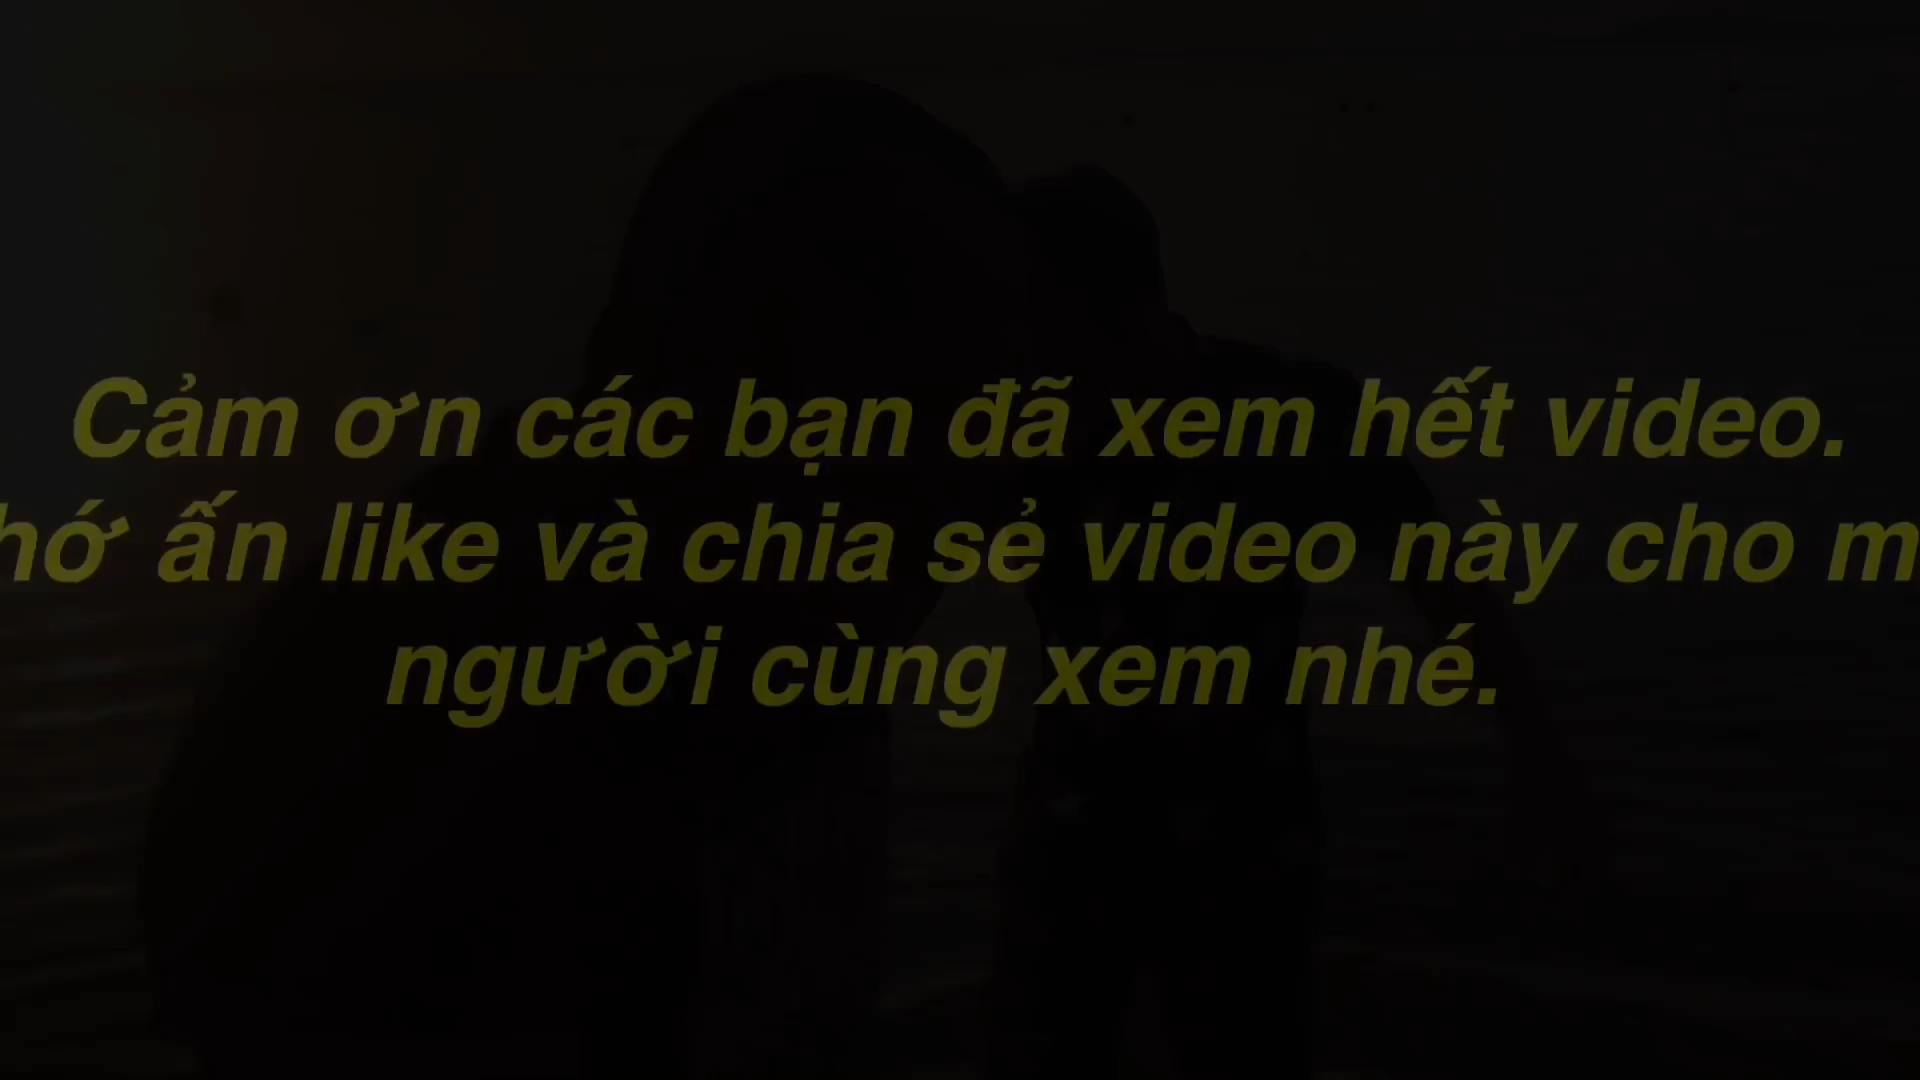 Cảm ơn các bạn đã xem hết video.
hớ ấn like và chia sẻ video này cho m
người cùng xem nhé.